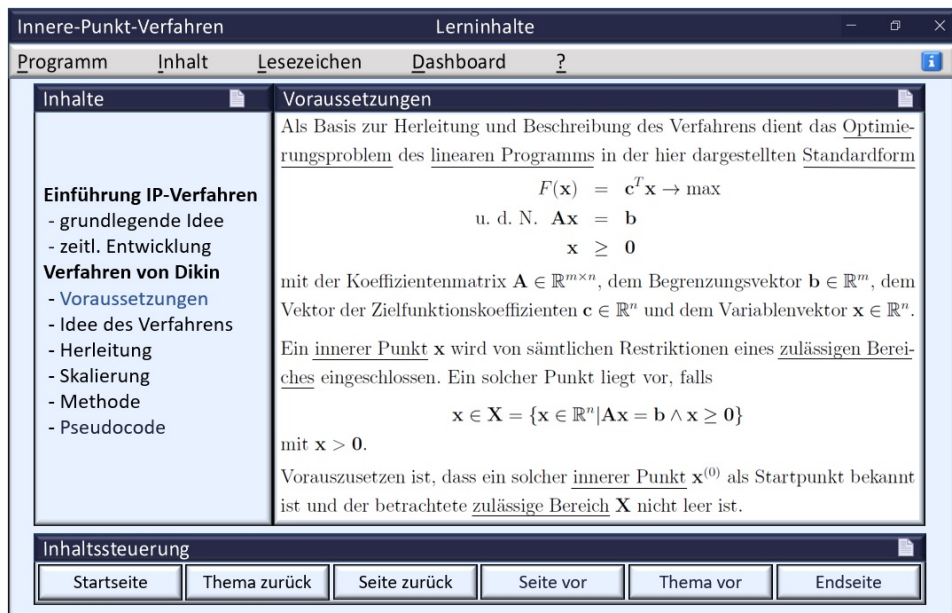 Innere-Punkt-Verfahren Lerninhalte
Programm Inhalt Lesezeichen Dashboard ?
Inhalte
Einführung IP-Verfahren
- grundlegende Idee
- zeitl. Entwicklung
Verfahren von Dikin
- Voraussetzungen
- Idee des Verfahrens
- Herleitung
- Skalierung
- Methode
- Pseudocode
Voraussetzungen
Als Basis zur Herleitung und Beschreibung des Verfahrens dient das Optimie-
rungsproblem des linearen Programms in der hier dargestellten Standardform
F(x) = cᵀx → max
u. d. N. Ax = b
x ≥ 0
mit der Koeffizientenmatrix A ∈ ℝᵐˣⁿ, dem Begrenzungsvektor b ∈ ℝᵐ, dem
Vektor der Zielfunktionskoeffizienten c ∈ ℝⁿ und dem Variablenvektor x ∈ ℝⁿ.
Ein innerer Punkt x wird von sämtlichen Restriktionen eines zulässigen Berei-
ches eingeschlossen. Ein solcher Punkt liegt vor, falls
x ∈ X = {x ∈ ℝⁿ|Ax = b ∧ x ≥ 0}
mit x > 0.
Vorauszusetzen ist, dass ein solcher innerer Punkt x⁽⁰⁾ als Startpunkt bekannt
ist und der betrachtete zulässige Bereich X nicht leer ist.
Inhaltssteuerung
Startseite Thema zurück Seite zurück Seite vor Thema vor Endseite